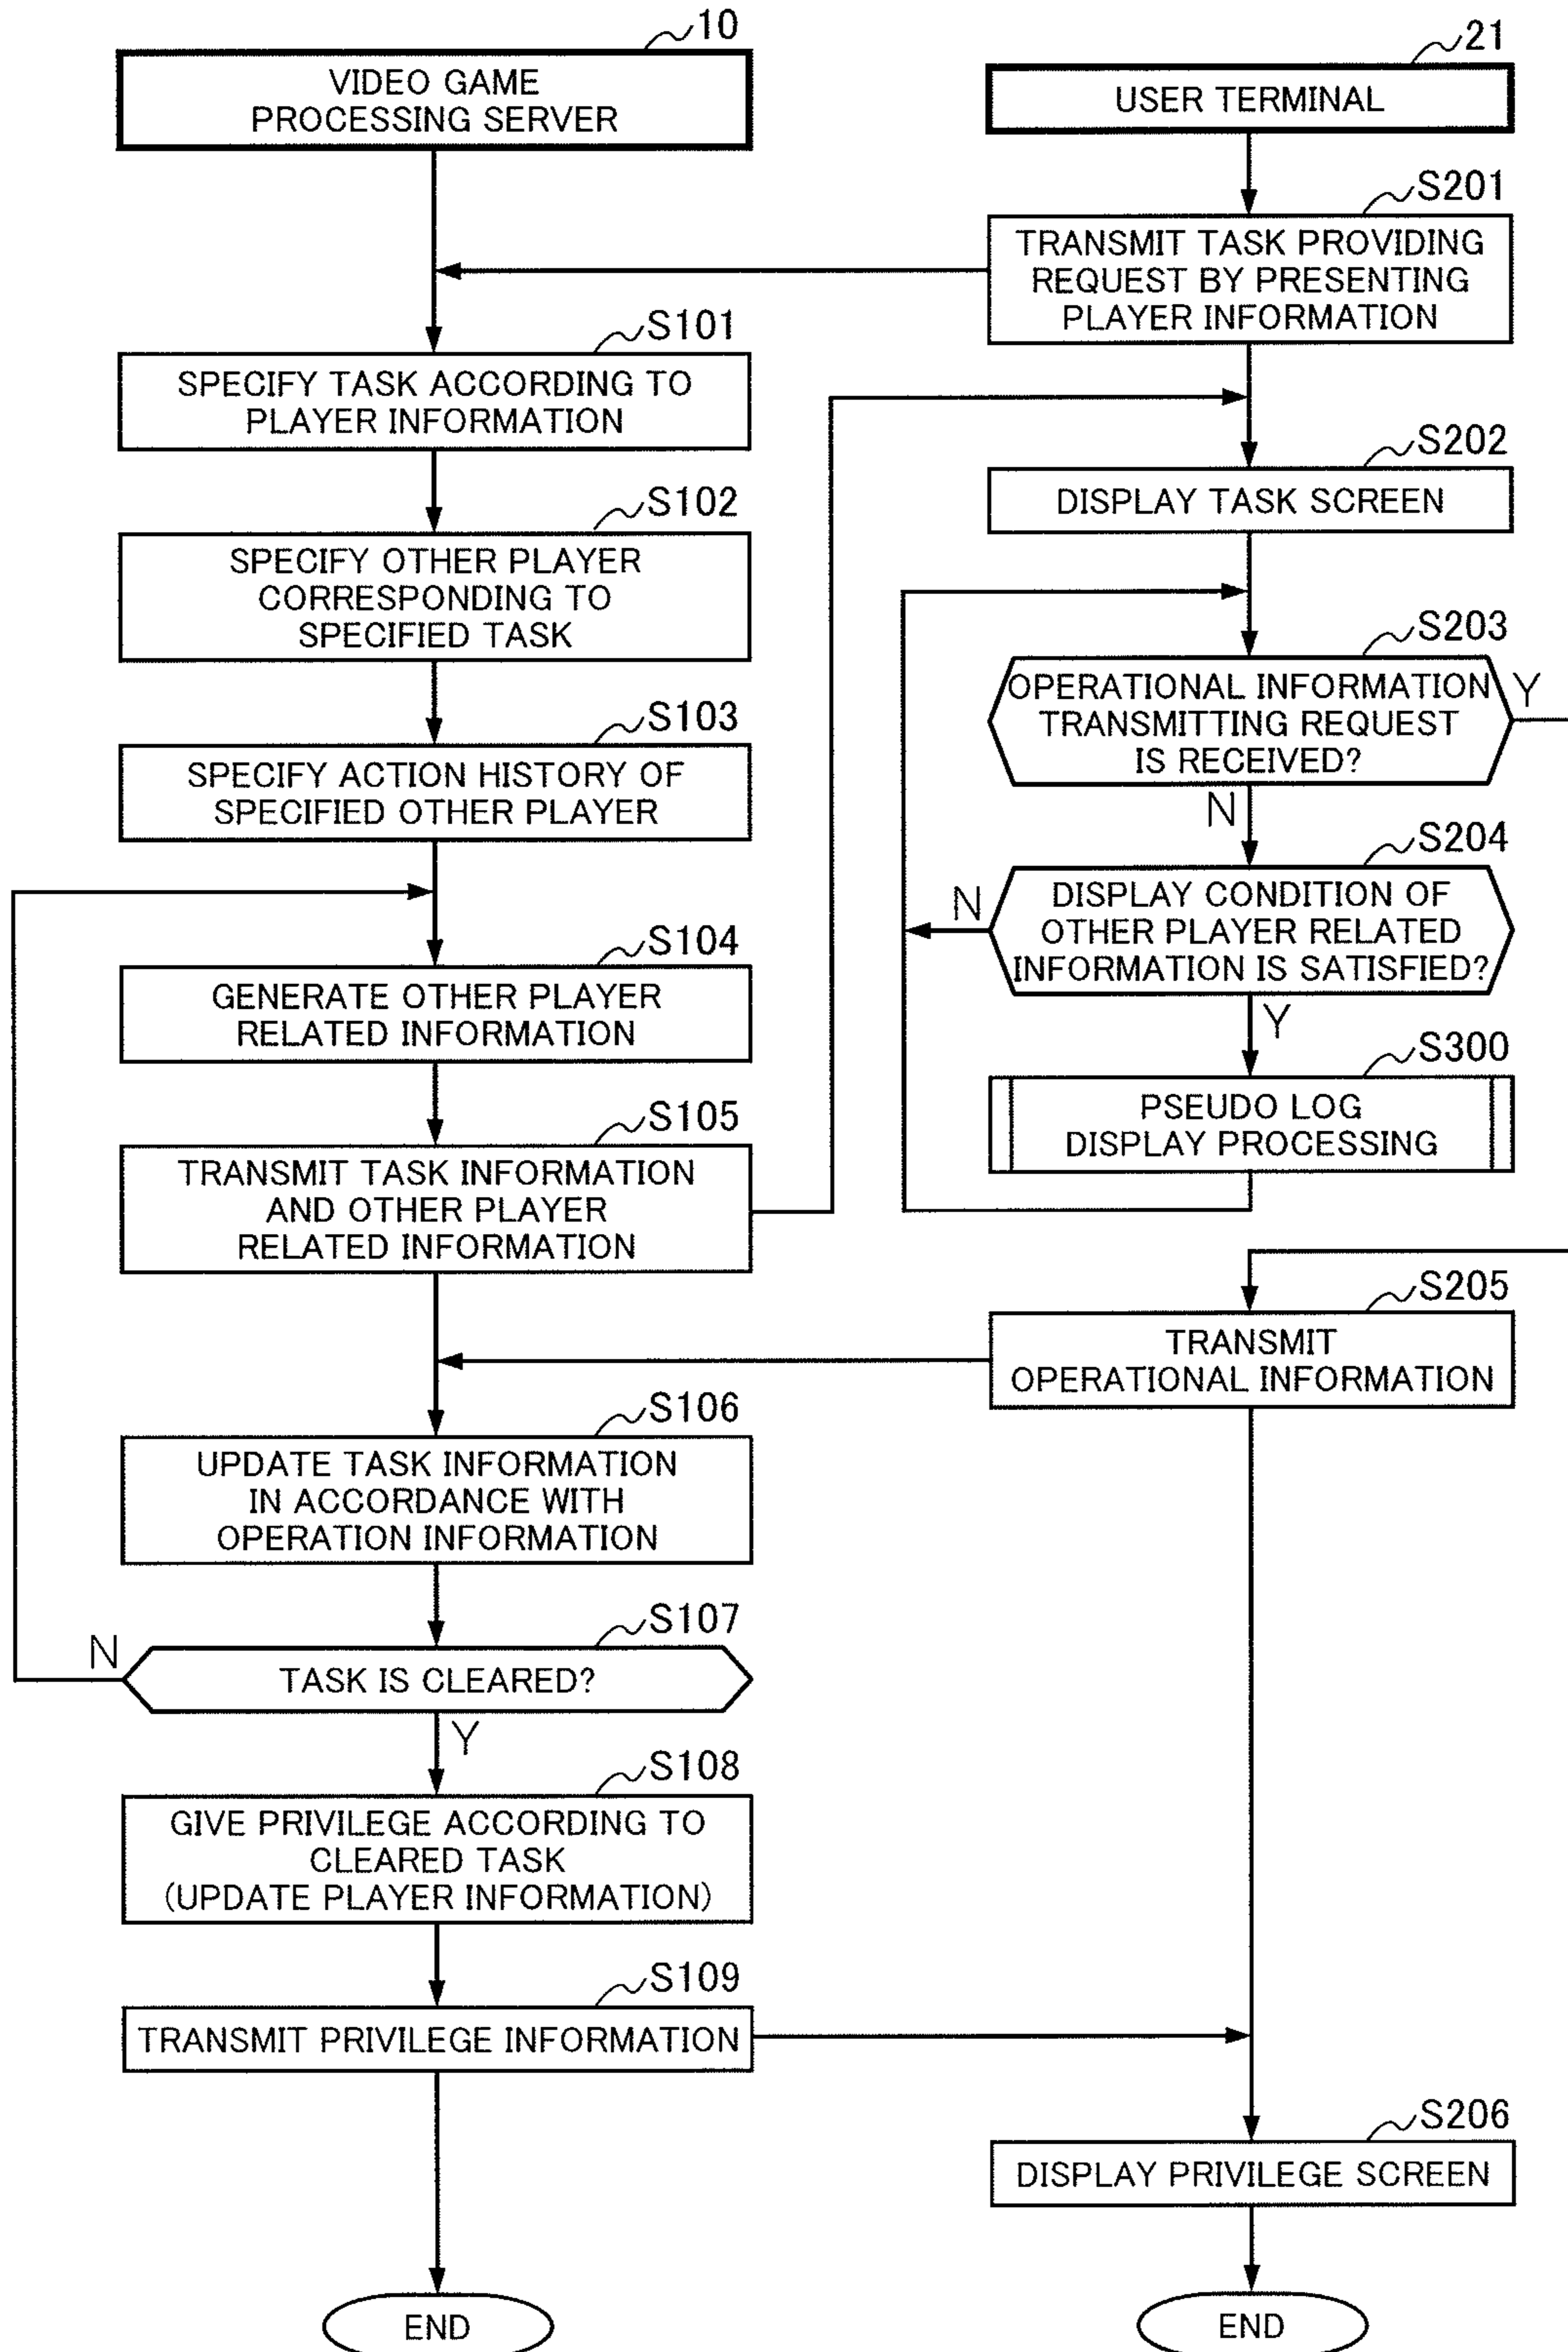 10
VIDEO GAME
PROCESSING SERVER
S101
SPECIFY TASK ACCORDING TO
PLAYER INFORMATION
S102
SPECIFY OTHER PLAYER
CORRESPONDING TO
SPECIFIED TASK
S103
SPECIFY ACTION HISTORY OF
SPECIFIED OTHER PLAYER
S104
GENERATE OTHER PLAYER
RELATED INFORMATION
S105
TRANSMIT TASK INFORMATION
AND OTHER PLAYER
RELATED INFORMATION
S106
UPDATE TASK INFORMATION
IN ACCORDANCE WITH
OPERATION INFORMATION
S107
N
TASK IS CLEARED?
Y
S108
GIVE PRIVILEGE ACCORDING TO
CLEARED TASK
(UPDATE PLAYER INFORMATION)
S109
TRANSMIT PRIVILEGE INFORMATION
END
21
USER TERMINAL
S201
TRANSMIT TASK PROVIDING
REQUEST BY PRESENTING
PLAYER INFORMATION
S202
DISPLAY TASK SCREEN
S203
OPERATIONAL INFORMATION
TRANSMITTING REQUEST
IS RECEIVED?
Y
N
S204
DISPLAY CONDITION OF
OTHER PLAYER RELATED
INFORMATION IS SATISFIED?
N
Y
S300
PSEUDO LOG
DISPLAY PROCESSING
S205
TRANSMIT
OPERATIONAL INFORMATION
S206
DISPLAY PRIVILEGE SCREEN
END